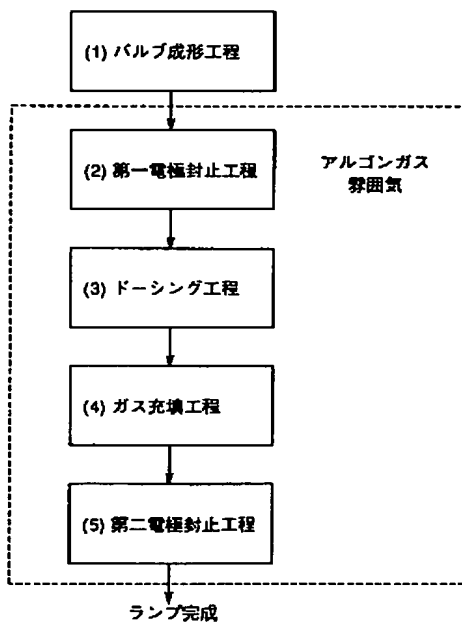 (1) バルブ成形工程
(2) 第一電極封止工程
アルゴンガス
雰囲気
(3) ドーシング工程
(4) ガス充填工程
(5) 第二電極封止工程
ランプ完成